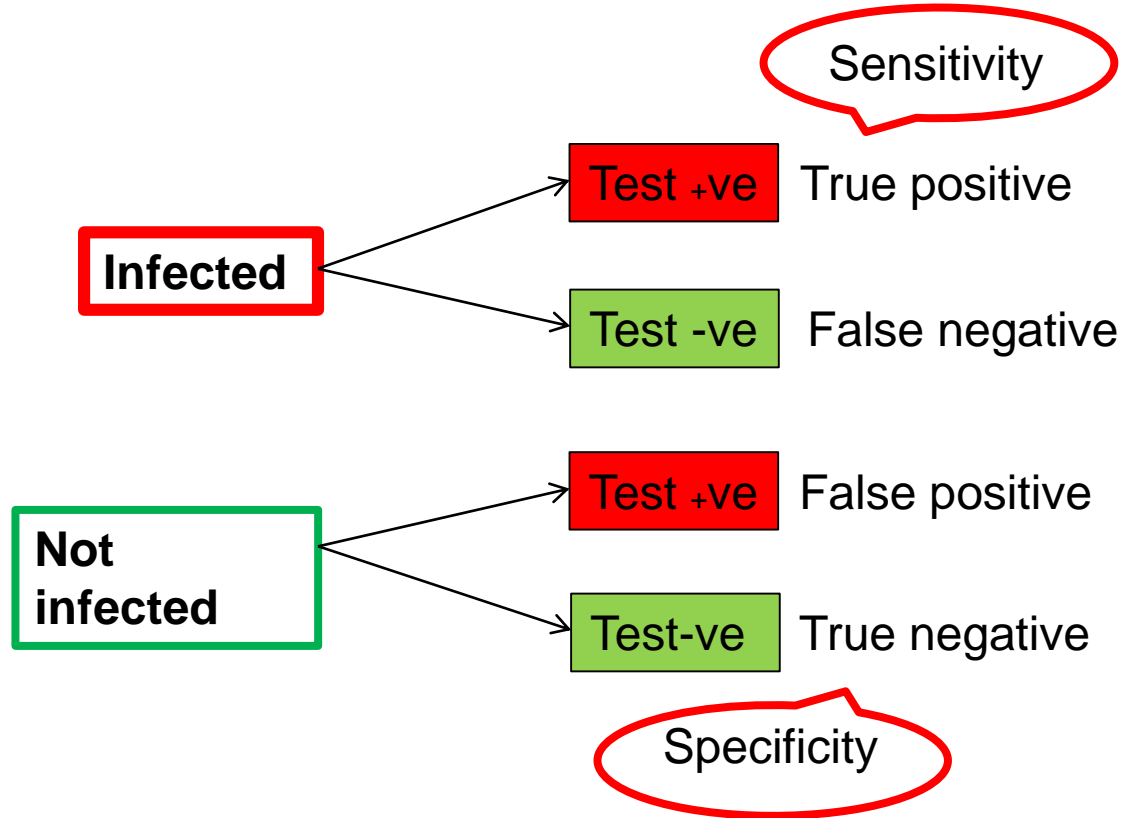 Sensitivity
Test +ve True positive
Infected
Test -ve False negative
Test +ve False positive
Not
infected
Test-ve True negative
Specificity